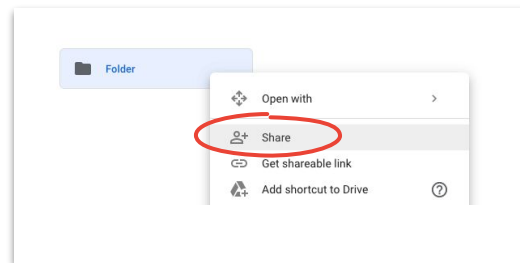 Folder
Open with
Share
Get shareable link
Add shortcut to Drive